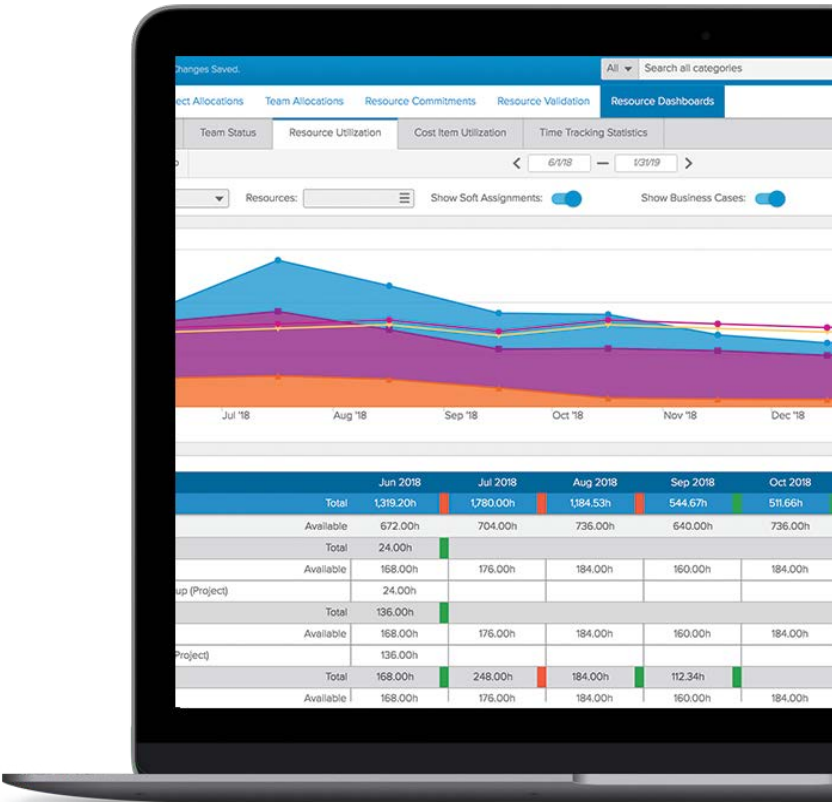 Changes Saved. All Search all categories
ect Allocations Team Allocations Resource Commitments Resource Validation Resource Dashboards
Team Status Resource Utilization Cost Item Utilization Time Tracking Statistics
6/1/18 — 1/31/19
Resources: Show Soft Assignments: Show Business Cases:
Jul '18 Aug '18 Sep '18 Oct '18 Nov '18 Dec '18
Jun 2018 Jul 2018 Aug 2018 Sep 2018 Oct 2018
Total 1,319.20h 1,780.00h 1,184.53h 544.67h 511.66h
Available 672.00h 704.00h 736.00h 640.00h 736.00h
Total 24.00h
Available 168.00h 176.00h 184.00h 160.00h 184.00h
up (Project) 24.00h
Total 136.00h
Available 168.00h 176.00h 184.00h 160.00h 184.00h
Project) 136.00h
Total 168.00h 248.00h 184.00h 112.34h
Available 168.00h 176.00h 184.00h 160.00h 184.00h